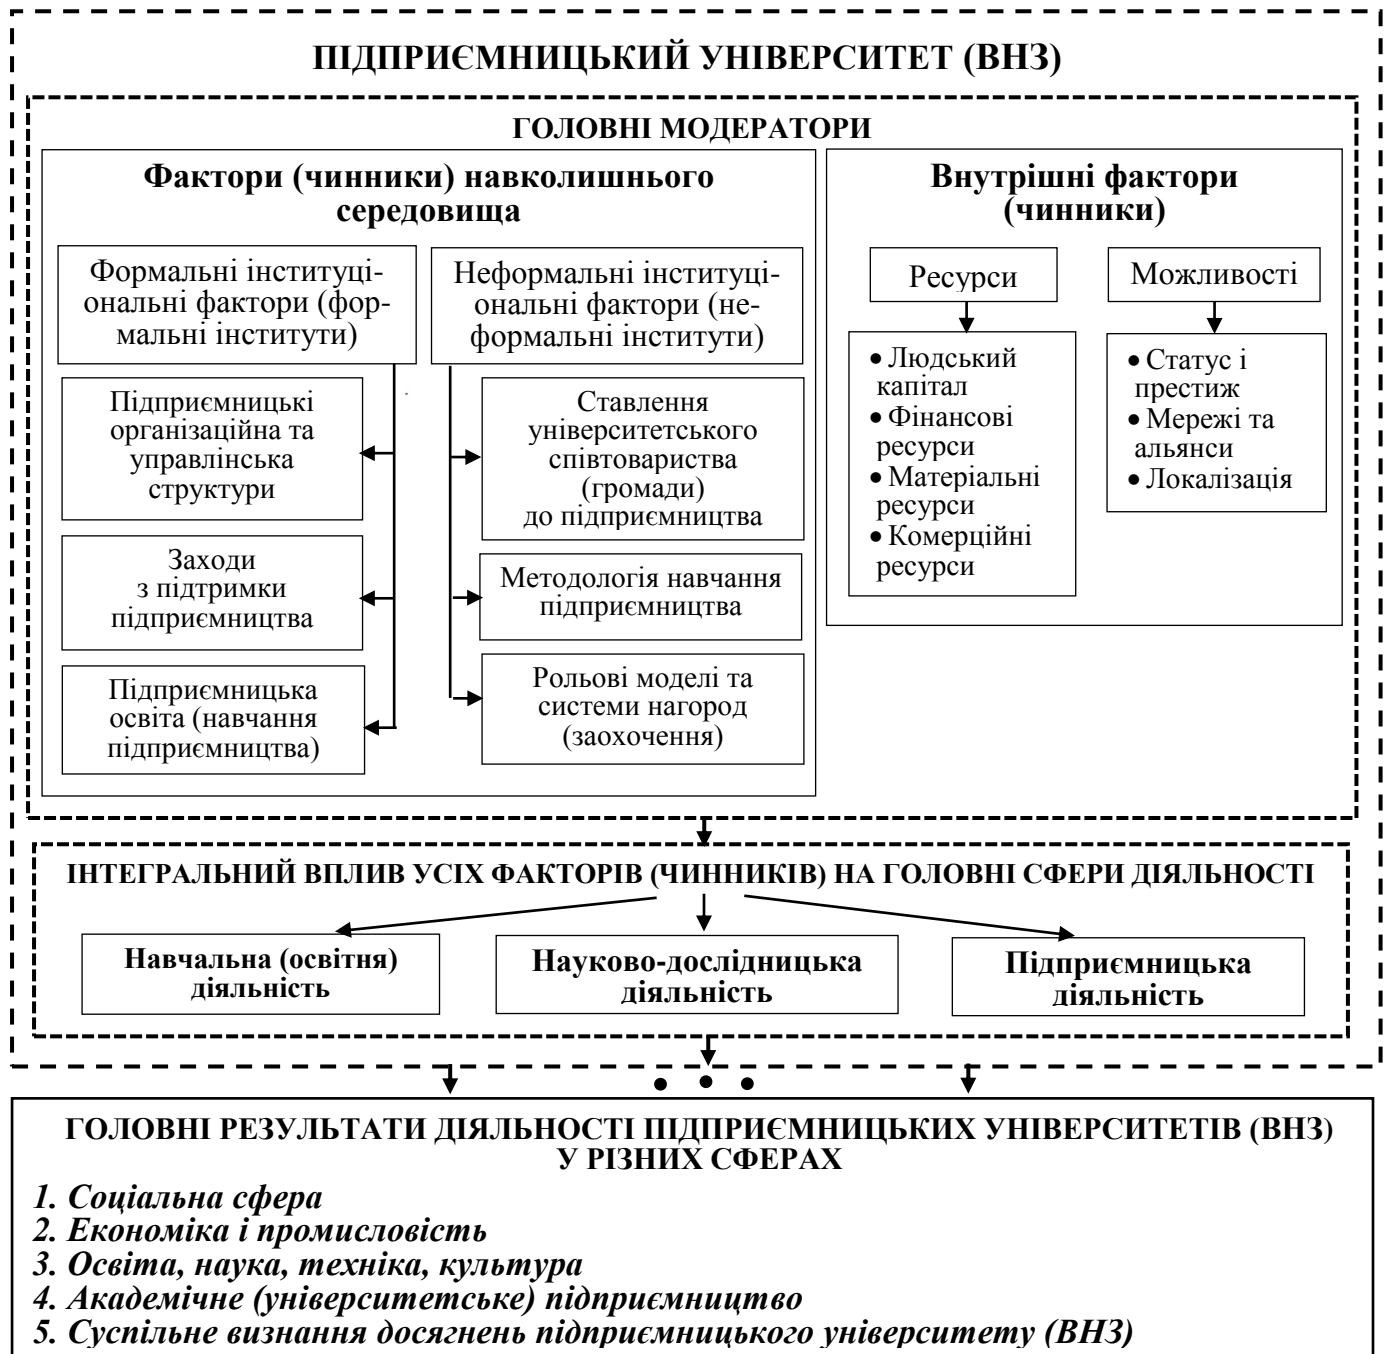 ПІДПРИЄМНИЦЬКИЙ УНІВЕРСИТЕТ (ВНЗ)
ГОЛОВНІ МОДЕРАТОРИ
Фактори (чинники) навколишнього
середовища
Формальні інституці-
ональні фактори (фор-
мальні інститути)
Неформальні інституці-
ональні фактори (не-
формальні інститути)
Підприємницькі
організаційна та
управлінська
структури
Заходи
з підтримки
підприємництва
Підприємницька
освіта (навчання
підприємництва)
Ставлення
університетського
співтовариства
(громади)
до підприємництва
Методологія навчання
підприємництва
Рольові моделі та
системи нагород
(заохочення)
Внутрішні фактори
(чинники)
Ресурси
• Людський
капітал
• Фінансові
ресурси
• Матеріальні
ресурси
• Комерційні
ресурси
Можливості
• Статус і
престиж
• Мережі та
альянси
• Локалізація
ІНТЕГРАЛЬНИЙ ВПЛИВ УСІХ ФАКТОРІВ (ЧИННИКІВ) НА ГОЛОВНІ СФЕРИ ДІЯЛЬНОСТІ
Навчальна (освітня)
діяльність
Науково-дослідницька
діяльність
Підприємницька
діяльність
ГОЛОВНІ РЕЗУЛЬТАТИ ДІЯЛЬНОСТІ ПІДПРИЄМНИЦЬКИХ УНІВЕРСИТЕТІВ (ВНЗ)
У РІЗНИХ СФЕРАХ
1. Соціальна сфера
2. Економіка і промисловість
3. Освіта, наука, техніка, культура
4. Академічне (університетське) підприємництво
5. Суспільне визнання досягнень підприємницького університету (ВНЗ)